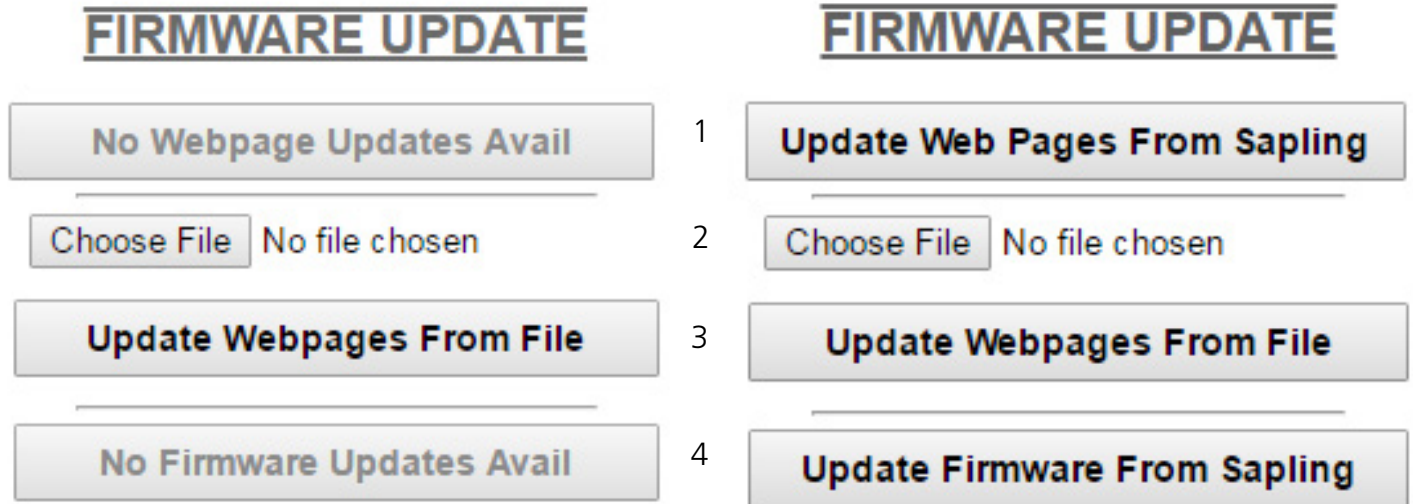 FIRMWARE UPDATE FIRMWARE UPDATE
No Webpage Updates Avail 1 Update Web Pages From Sapling
Choose File No file chosen 2 Choose File No file chosen
Update Webpages From File 3 Update Webpages From File
No Firmware Updates Avail 4 Update Firmware From Sapling